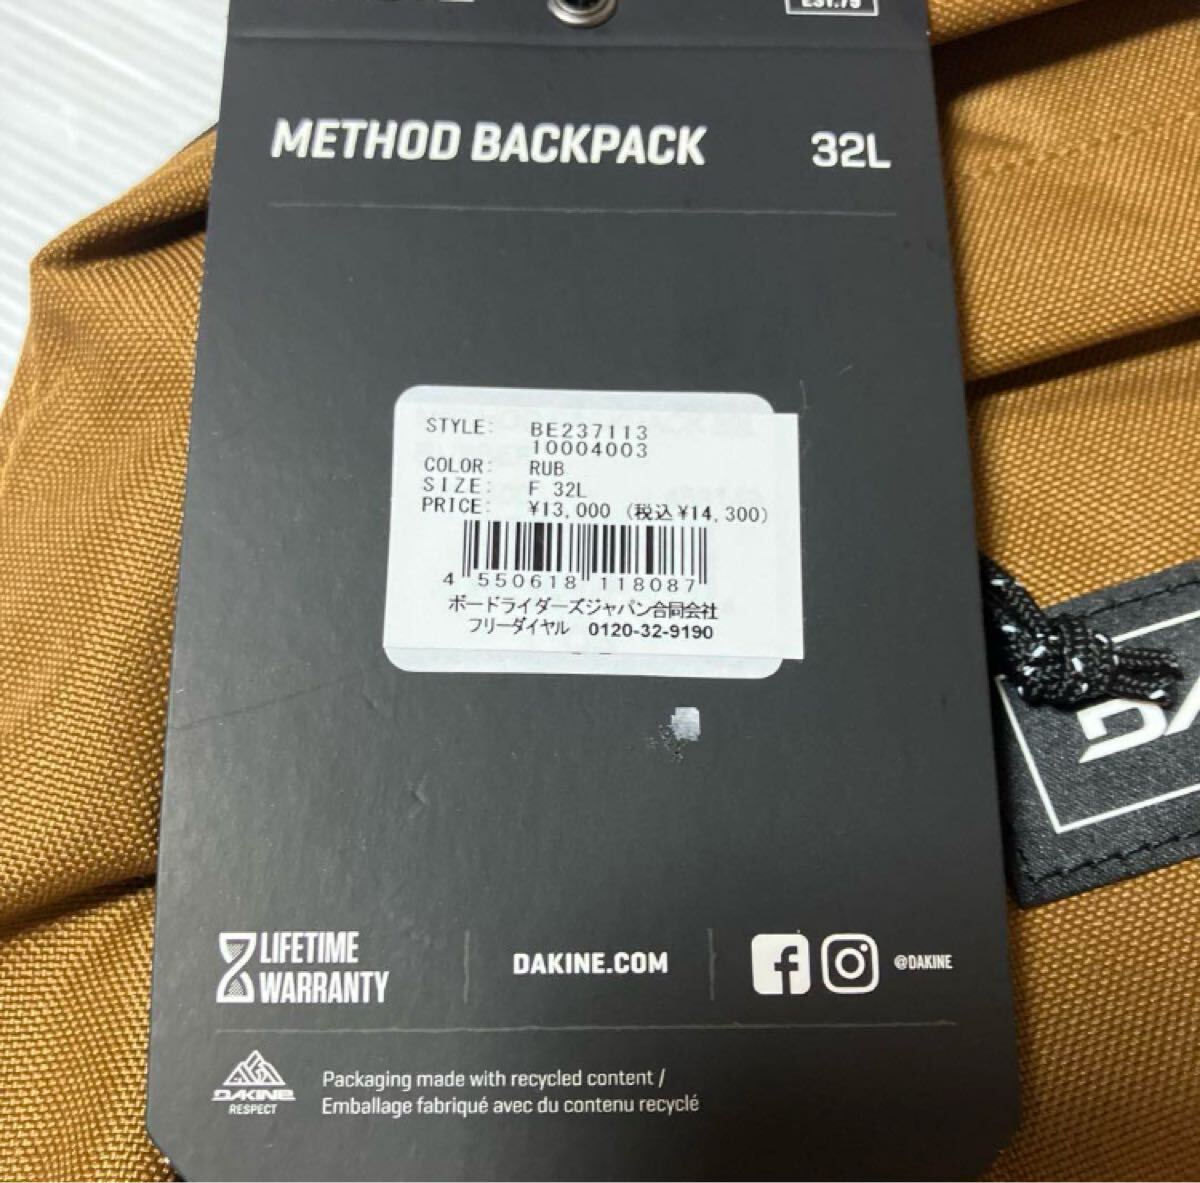 EST.79
METHOD BACKPACK 32L
STYLE: BE237113
10004003
COLOR: RUB
SIZE: F 32L
PRICE: ¥13,000 (税込¥14,300)
4 550618 118087
ボードライダーズジャパン合同会社
フリーダイヤル 0120-32-9190
LIFETIME
WARRANTY
DAKINE.COM
@DAKINE
DAKINE
RESPECT
Packaging made with recycled content /
Emballage fabriqué avec du contenu recyclé